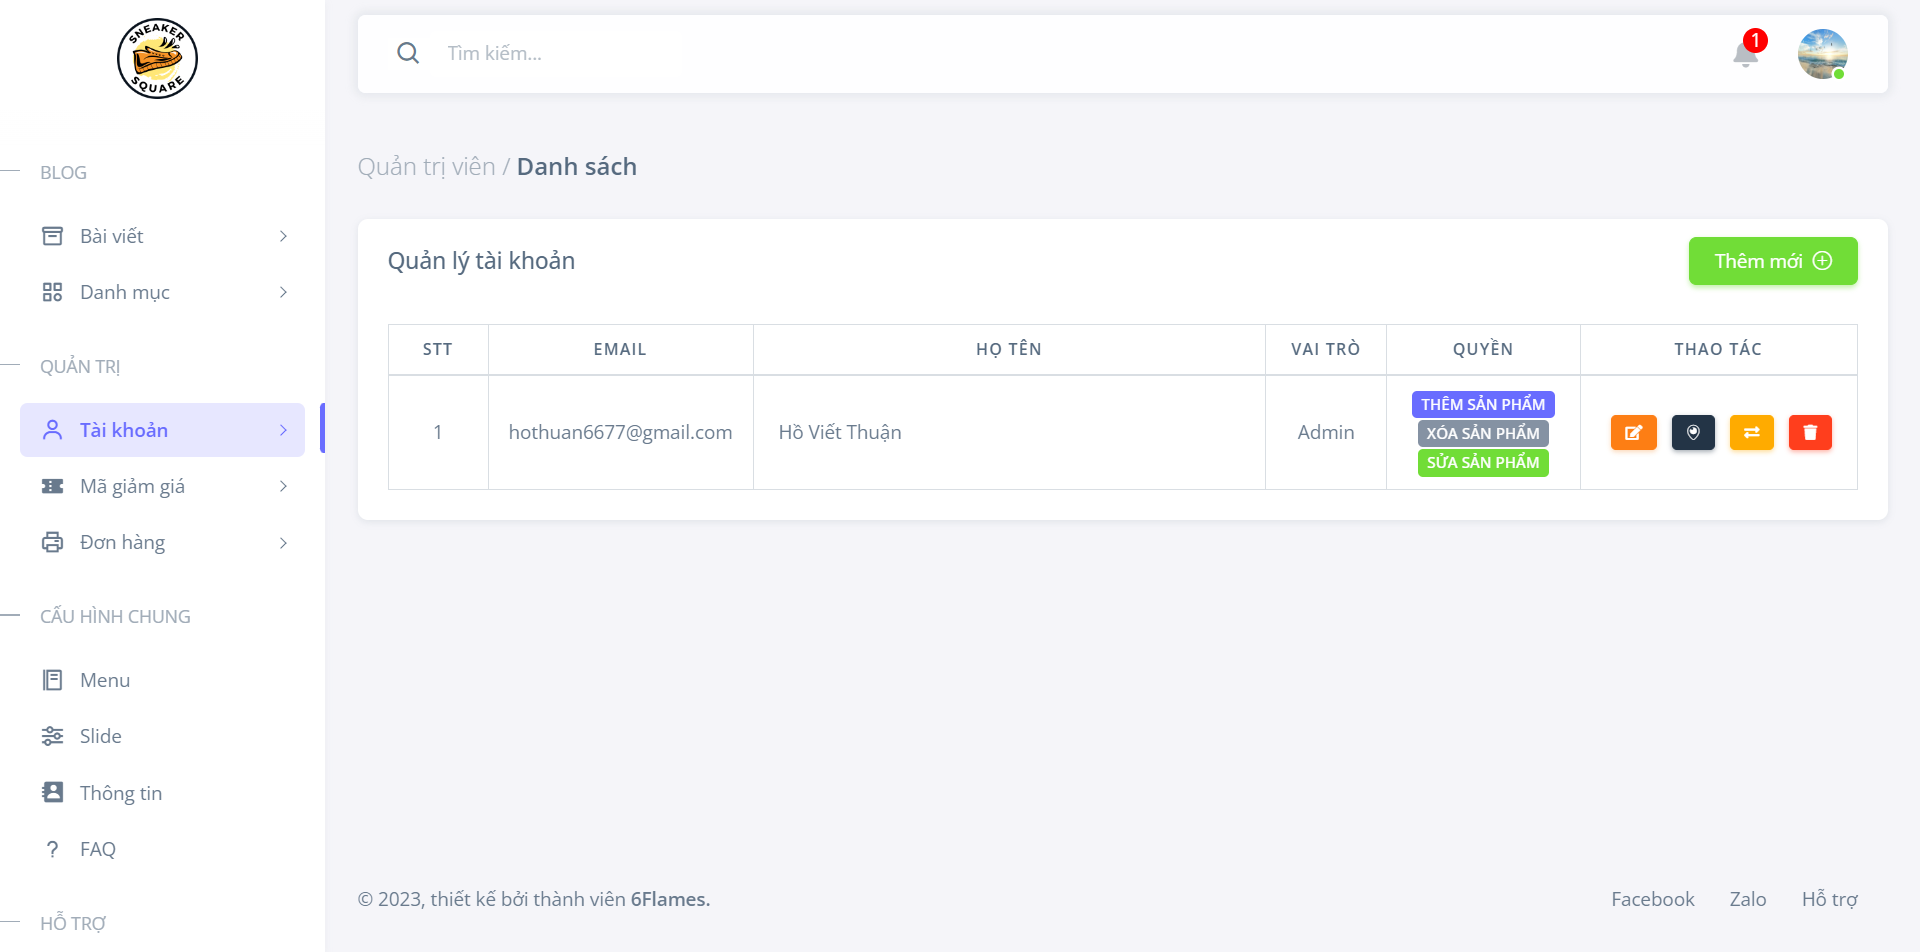 SNEAKER
SQUARE
BLOG
Bài viết
Danh mục
QUẢN TRỊ
Tài khoản
Mã giảm giá
Đơn hàng
CẤU HÌNH CHUNG
Menu
Slide
Thông tin
FAQ
HỖ TRỢ
Tìm kiếm...
1
Quản trị viên / Danh sách
Quản lý tài khoản
Thêm mới
STT EMAIL HỌ TÊN VAI TRÒ QUYỀN THAO TÁC
1 hothuan6677@gmail.com Hồ Viết Thuận Admin
THÊM SẢN PHẨM
XÓA SẢN PHẨM
SỬA SẢN PHẨM
© 2023, thiết kế bởi thành viên 6Flames.
Facebook Zalo Hỗ trợ